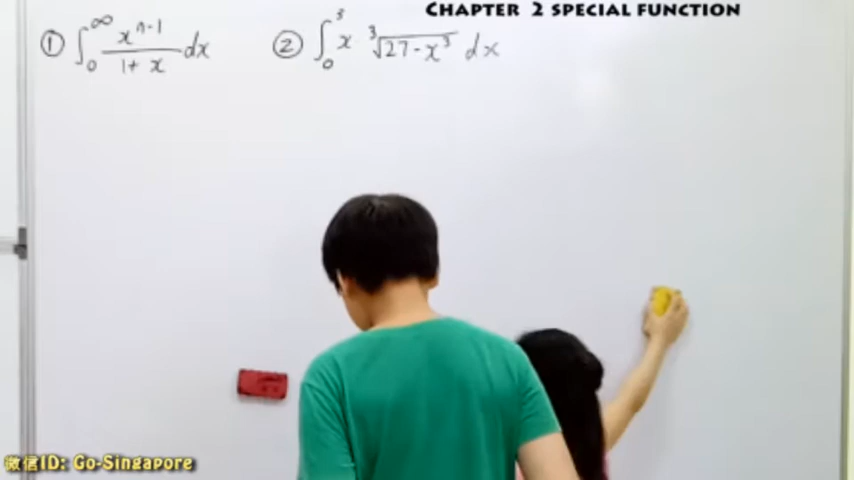 CHAPTER 2 SPECIAL FUNCTION
① ∫₀^∞ x^(n-1)/(1+x) dx
② ∫₀³ x ∛(27-x³) dx
微信ID: Go-Singapore